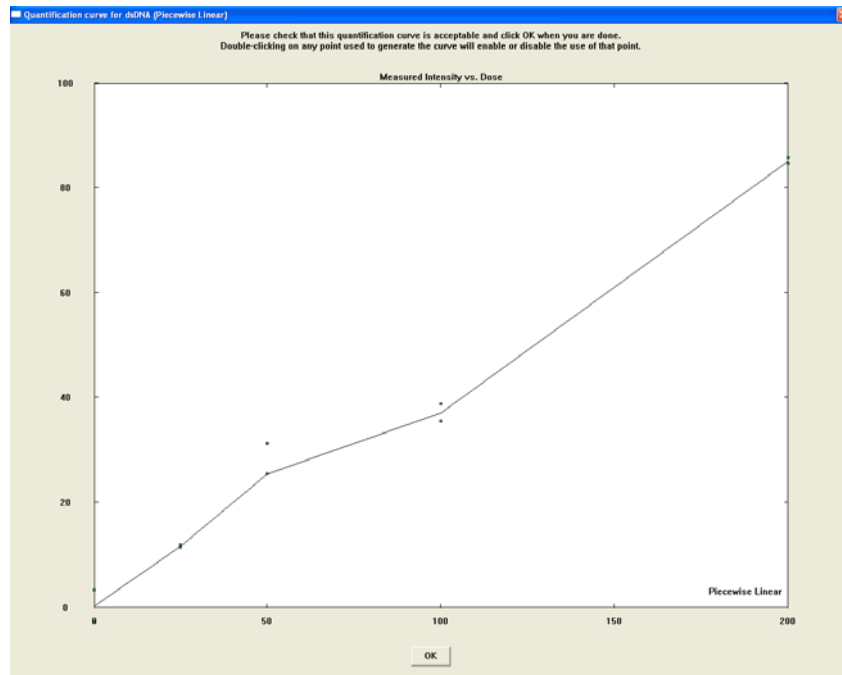 Quantification curve for dsDNA (Piecewise Linear)
Please check that this quantification curve is acceptable and click OK when you are done.
Double-clicking on any point used to generate the curve will enable or disable the use of that point.
Measured Intensity vs. Dose
100
80
60
40
20
0
Piecewise Linear
0 50 100 150 200
OK